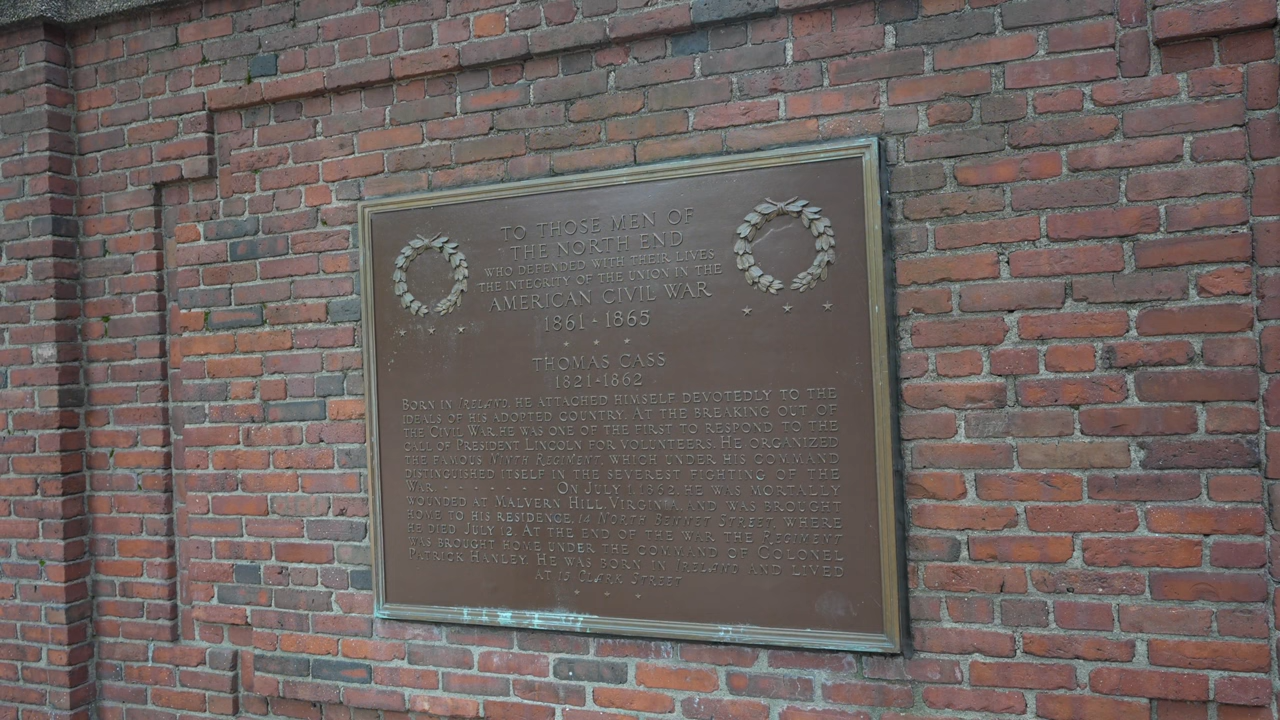 TO THOSE MEN OF
THE NORTH END
WHO DEFENDED WITH THEIR LIVES
THE INTEGRITY OF THE UNION IN THE
AMERICAN CIVIL WAR
1861 - 1865
THOMAS CASS
1821-1862
BORN IN IRELAND, HE ATTACHED HIMSELF DEVOTEDLY TO THE
IDEALS OF HIS ADOPTED COUNTRY. AT THE BREAKING OUT OF
THE CIVIL WAR HE WAS ONE OF THE FIRST TO RESPOND TO THE
CALL OF PRESIDENT LINCOLN FOR VOLUNTEERS. HE ORGANIZED
THE FAMOUS NINTH REGIMENT WHICH UNDER HIS COMMAND
DISTINGUISHED ITSELF IN THE SEVEREST FIGHTING OF THE
WAR. - - - - - ON JULY 1, 1862, HE WAS MORTALLY
WOUNDED AT MALVERN HILL, VIRGINIA, AND WAS BROUGHT
HOME TO HIS RESIDENCE, 14 NORTH BENNET STREET, WHERE
HE DIED JULY 12. AT THE END OF THE WAR THE REGIMENT
WAS BROUGHT HOME UNDER THE COMMAND OF COLONEL
PATRICK HANLEY. HE WAS BORN IN IRELAND AND LIVED
AT 15 CLARK STREET